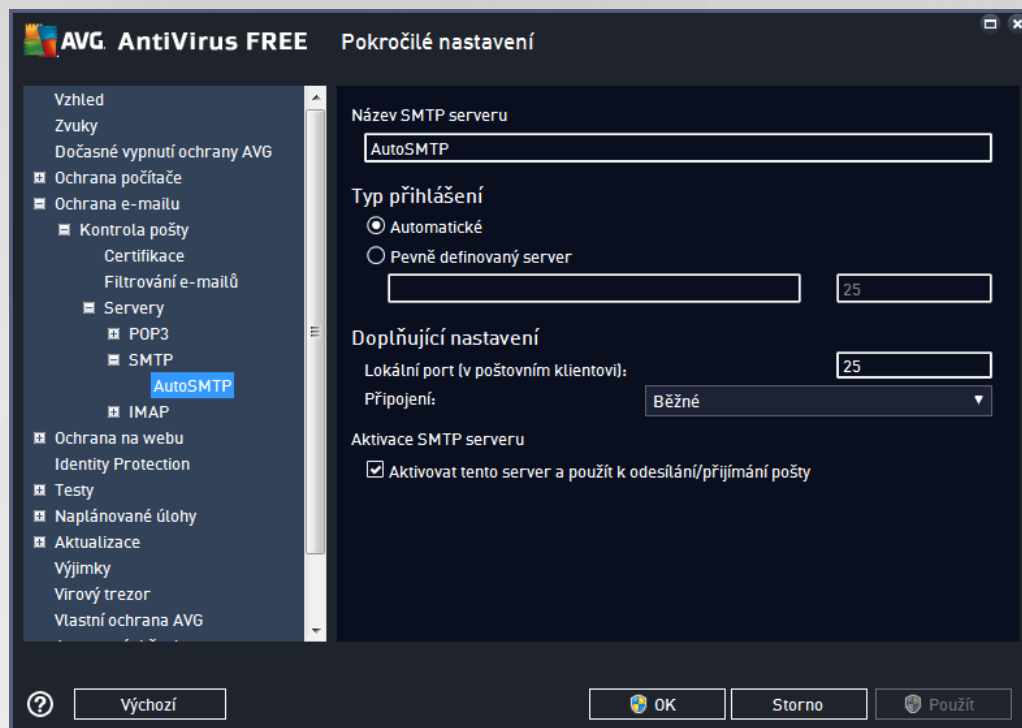 AVG. AntiVirus FREE Pokročilé nastavení
Vzhled
Zvuky
Dočasné vypnutí ochrany AVG
Ochrana počítače
Ochrana e-mailu
Kontrola pošty
Certifikace
Filtrování e-mailů
Servery
POP3
SMTP
AutoSMTP
IMAP
Ochrana na webu
Identity Protection
Testy
Naplánované úlohy
Aktualizace
Výjimky
Virový trezor
Vlastní ochrana AVG
Název SMTP serveru
AutoSMTP
Typ přihlášení
Automatické
Pevně definovaný server
25
Doplňující nastavení
Lokální port (v poštovním klientovi): 25
Připojení: Běžné
Aktivace SMTP serveru
Aktivovat tento server a použít k odesílání/přijímání pošty
Výchozí OK Storno Použít